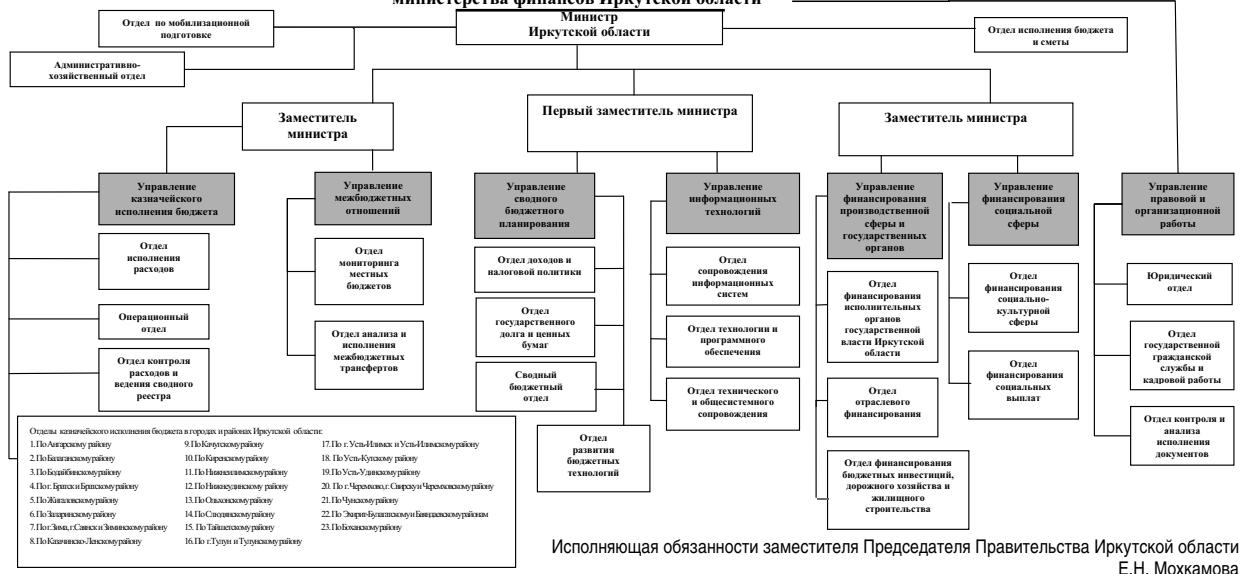 министерства финансов Иркутской области
Министр
Иркутской области
Отдел по мобилизационной
подготовке
Административно-
хозяйственный отдел
Отдел исполнения бюджета
и сметы
Заместитель
министра
Первый заместитель министра
Заместитель министра
Управление
казначейского
исполнения бюджета
Управление
межбюджетных
отношений
Управление
сводного
бюджетного
планирования
Управление
информационных
технологий
Управление
финансирования
производственной
сферы и
государственных
органов
Управление
финансирования
социальной
сферы
Управление
правовой и
организационной
работы
Отдел
исполнения
расходов
Операционный
отдел
Отдел контроля
расходов и
ведения сводного
реестра
Отдел
мониторинга
местных
бюджетов
Отдел анализа и
исполнения
межбюджетных
трансфертов
Отдел доходов и
налоговой политики
Отдел
государственного
долга и ценных
бумаг
Сводный
бюджетный
отдел
Отдел
развития
бюджетных
технологий
Отдел
сопровождения
информационных
систем
Отдел технологии и
программного
обеспечения
Отдел технического
и общесистемного
сопровождения
Отдел
финансирования
исполнительных
органов
государственной
власти Иркутской
области
Отдел
отраслевого
финансирования
Отдел финансирования
бюджетных инвестиций,
дорожного хозяйства и
жилищного
строительства
Отдел
финансирования
социально-
культурной
сферы
Отдел
финансирования
социальных
выплат
Юридический
отдел
Отдел
государственной
гражданской
службы и
кадровой работы
Отдел контроля и
анализа
исполнения
документов
Отделы казначейского исполнения бюджета в городах и районах Иркутской области:
1. По Ангарскому району
2. По Балаганскому району
3. По Бодайбинскому району
4. По г. Братск и Братскому району
5. По Жигаловскому району
6. По Заларинскому району
7. По г. Зима, г. Саянск и Зиминскому району
8. По Казачинско-Ленскому району
9. По Качугскому району
10. По Киренскому району
11. По Нижнеилимскому району
12. По Нижнеудинскому району
13. По Ольхонскому району
14. По Слюдянскому району
15. По Тайшетскому району
16. По г. Тулун и Тулунскому району
17. По г. Усть-Илимск и Усть-Илимскому району
18. По Усть-Кутскому району
19. По Усть-Удинскому району
20. По г. Черемхово, г. Свирску и Черемховскому району
21. По Чунскому району
22. По Эхирит-Булагатскому и Баяндаевскому районам
23. По Боханскому району
Исполняющая обязанности заместителя Председателя Правительства Иркутской области
Е.Н. Мохкамова